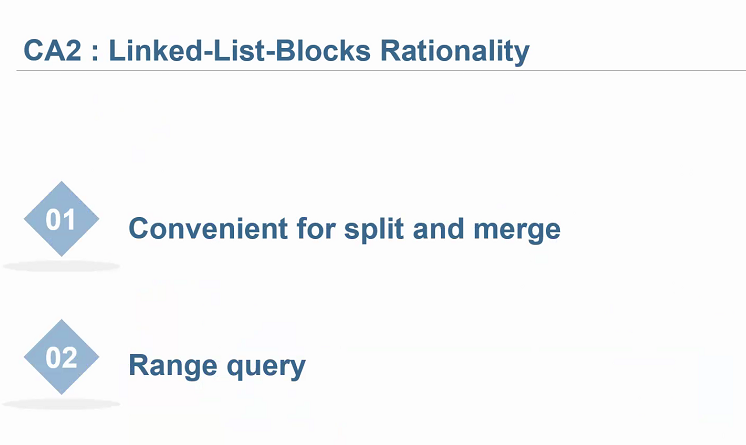 CA2 : Linked-List-Blocks Rationality
01
Convenient for split and merge
02
Range query